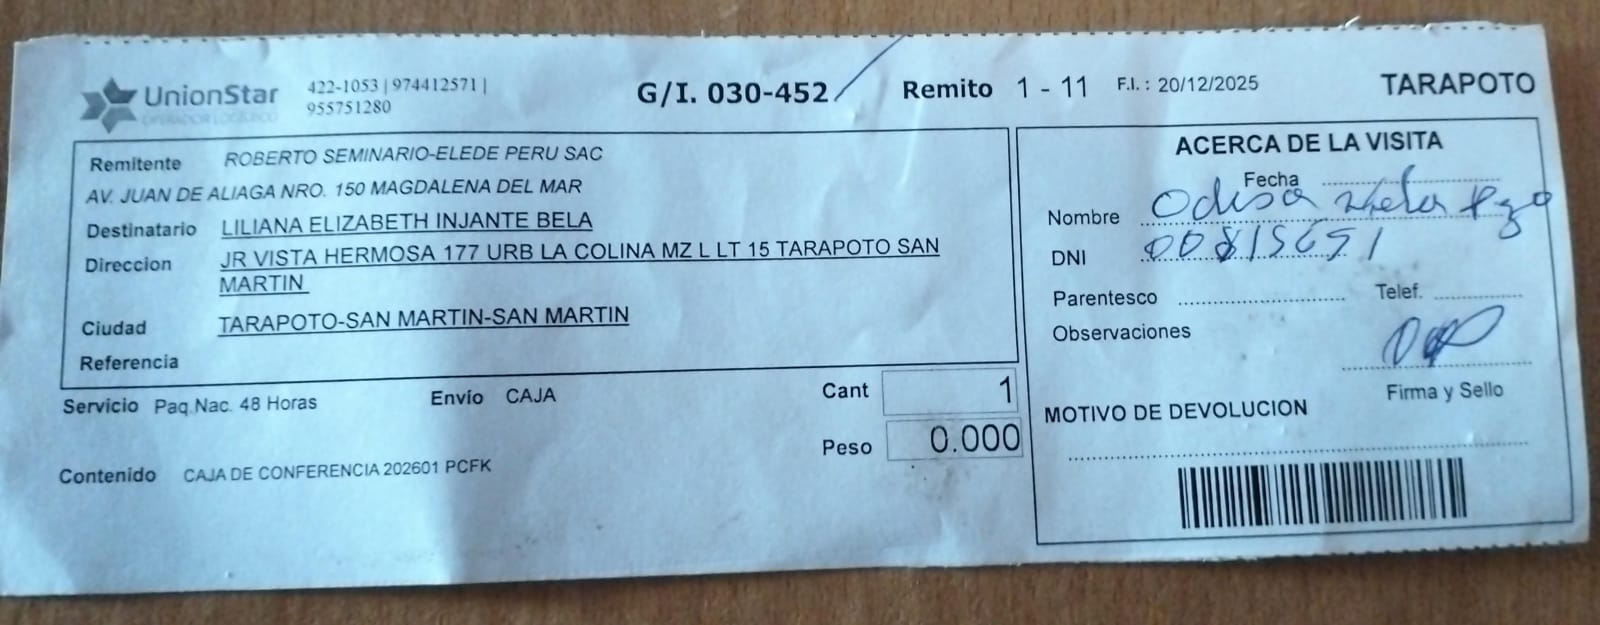 UnionStar
OPERADOR LOGISTICO
422-1053 | 974412571 |
955751280
G/I. 030-452
Remito 1 - 11 F.I. : 20/12/2025
TARAPOTO
Remitente ROBERTO SEMINARIO-ELEDE PERU SAC
AV. JUAN DE ALIAGA NRO. 150 MAGDALENA DEL MAR
Destinatario LILIANA ELIZABETH INJANTE BELA
Direccion JR VISTA HERMOSA 177 URB LA COLINA MZ L LT 15 TARAPOTO SAN
MARTIN
Ciudad TARAPOTO-SAN MARTIN-SAN MARTIN
Referencia
Servicio Paq.Nac. 48 Horas Envío CAJA Cant 1
Peso 0.000
Contenido CAJA DE CONFERENCIA 202601 PCFK
ACERCA DE LA VISITA
Fecha
Nombre
DNI 00815651
Parentesco Telef.
Observaciones
Firma y Sello
MOTIVO DE DEVOLUCION